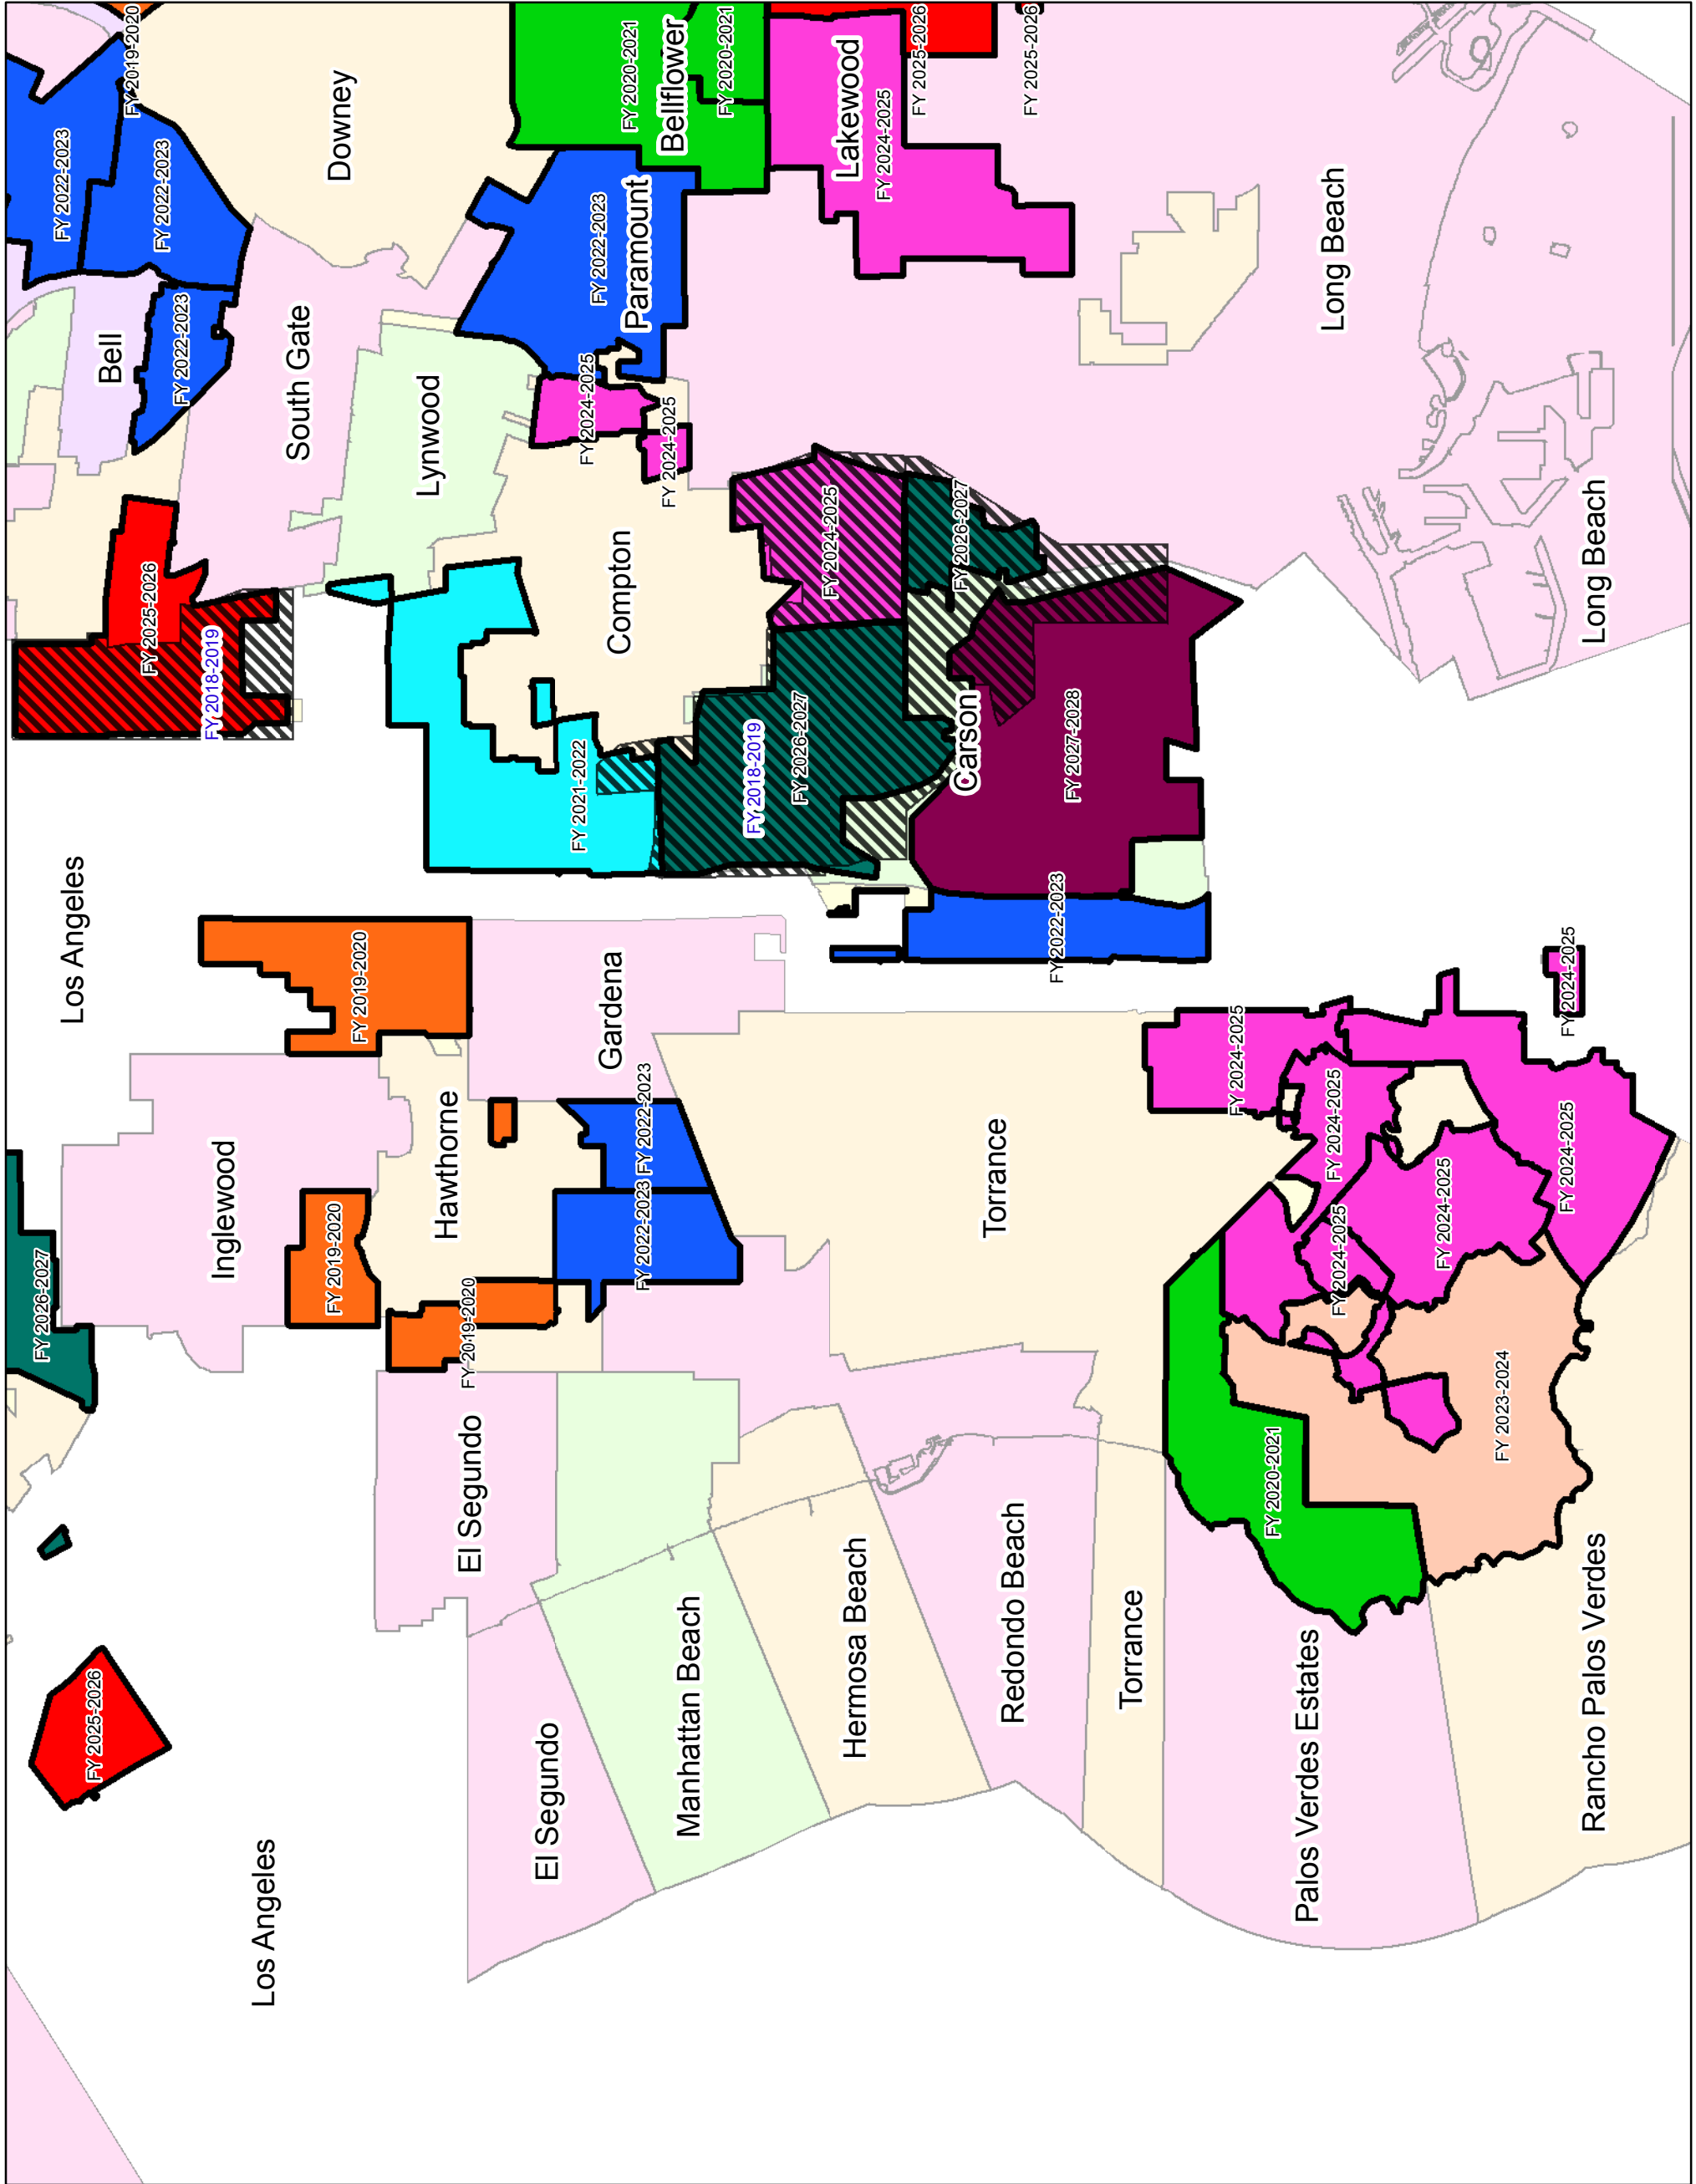 Los Angeles
Los Angeles
El Segundo
El Segundo
Manhattan Beach
Hermosa Beach
Redondo Beach
Torrance
Torrance
Palos Verdes Estates
Rancho Palos Verdes
Inglewood
Hawthorne
Gardena
Compton
Carson
Lynwood
South Gate
Bell
Downey
Paramount
Bellflower
Lakewood
Long Beach
Long Beach
FY 2025-2026
FY 2026-2027
FY 2019-2020
FY 2019-2020
FY 2019-2020
FY 2022-2023
FY 2022-2023
FY 2020-2021
FY 2023-2024
FY 2024-2025
FY 2024-2025
FY 2024-2025
FY 2024-2025
FY 2024-2025
FY 2024-2025
FY 2022-2023
FY 2027-2028
FY 2018-2019
FY 2026-2027
FY 2021-2022
FY 2018-2019
FY 2025-2026
FY 2024-2025
FY 2026-2027
FY 2024-2025
FY 2024-2025
FY 2022-2023
FY 2022-2023
FY 2022-2023
FY 2022-2023
FY 2019-2020
FY 2020-2021
FY 2020-2021
FY 2024-2025
FY 2025-2026
FY 2025-2026